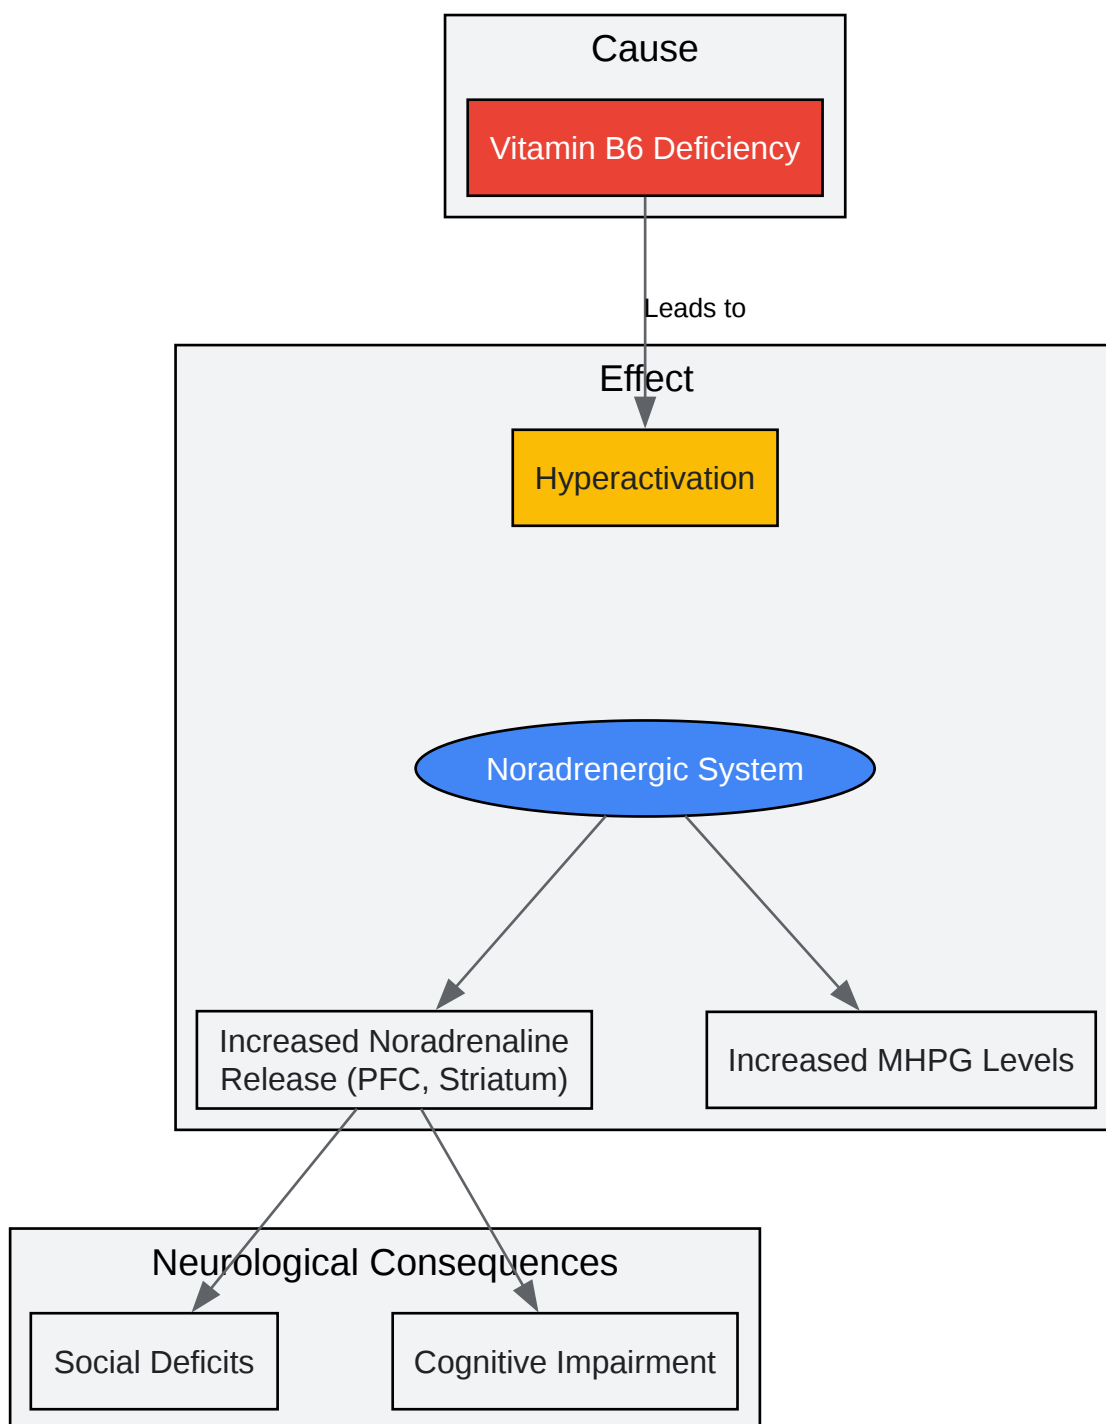 Cause
Vitamin B6 Deficiency
Leads to
Effect
Hyperactivation
Noradrenergic System
Increased Noradrenaline
Release (PFC, Striatum)
Increased MHPG Levels
Neurological Consequences
Social Deficits
Cognitive Impairment